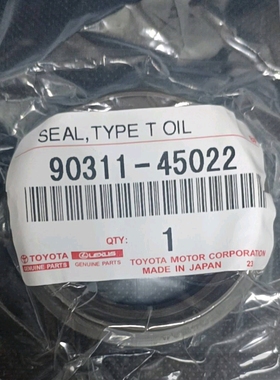 SEAL,TYPE T OIL
90311-45022
QTY: 1
TOYOTA LEXUS TOYOTA MOTOR CORPORATION
GENUINE PARTS GENUINE PARTS MADE IN JAPAN 23